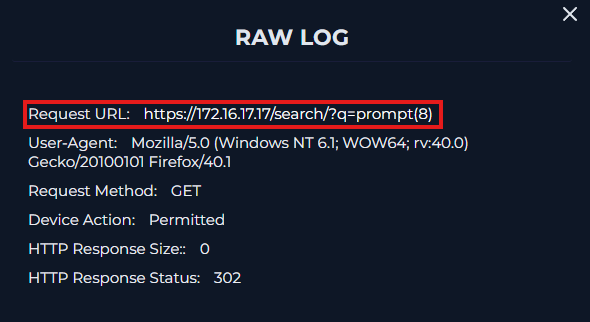 RAW LOG
Request URL: https://172.16.17.17/search/?q=prompt(8)
User-Agent: Mozilla/5.0 (Windows NT 6.1; WOW64; rv:40.0)
Gecko/20100101 Firefox/40.1
Request Method: GET
Device Action: Permitted
HTTP Response Size:: 0
HTTP Response Status: 302